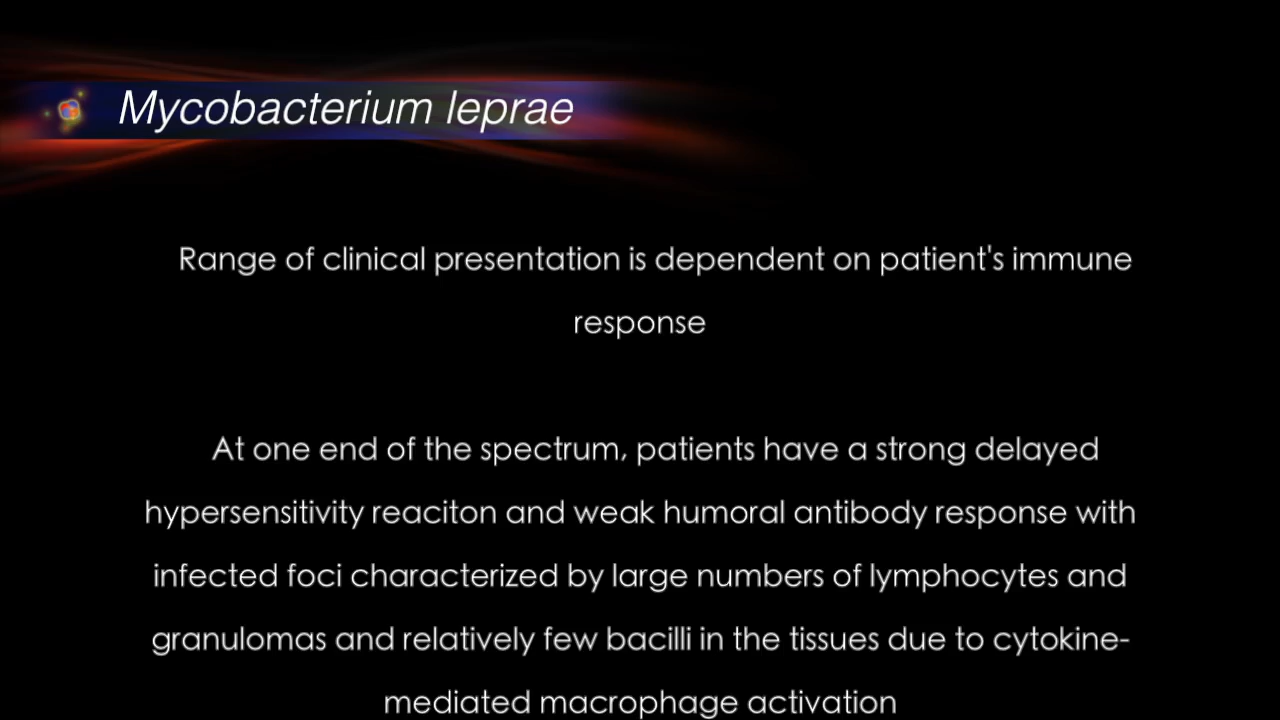 Mycobacterium leprae
Range of clinical presentation is dependent on patient's immune
response
At one end of the spectrum, patients have a strong delayed
hypersensitivity reaciton and weak humoral antibody response with
infected foci characterized by large numbers of lymphocytes and
granulomas and relatively few bacilli in the tissues due to cytokine-
mediated macrophage activation